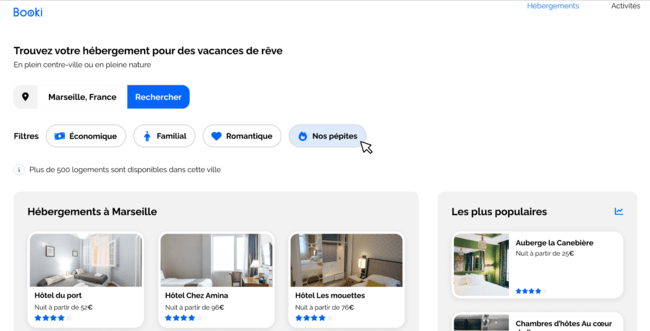 Booki
Hébergements
Activités
Trouvez votre hébergement pour des vacances de rêve
En plein centre-ville ou en pleine nature
Marseille, France
Rechercher
Filtres
Économique
Familial
Romantique
Nos pépites
Plus de 500 logements sont disponibles dans cette ville
Hébergements à Marseille
Hôtel du port
Nuit à partir de 52€
Hôtel Chez Amina
Nuit à partir de 96€
Hôtel Les mouettes
Nuit à partir de 76€
Les plus populaires
Auberge la Canebière
Nuit à partir de 25€
Chambres d'hôtes Au cœur